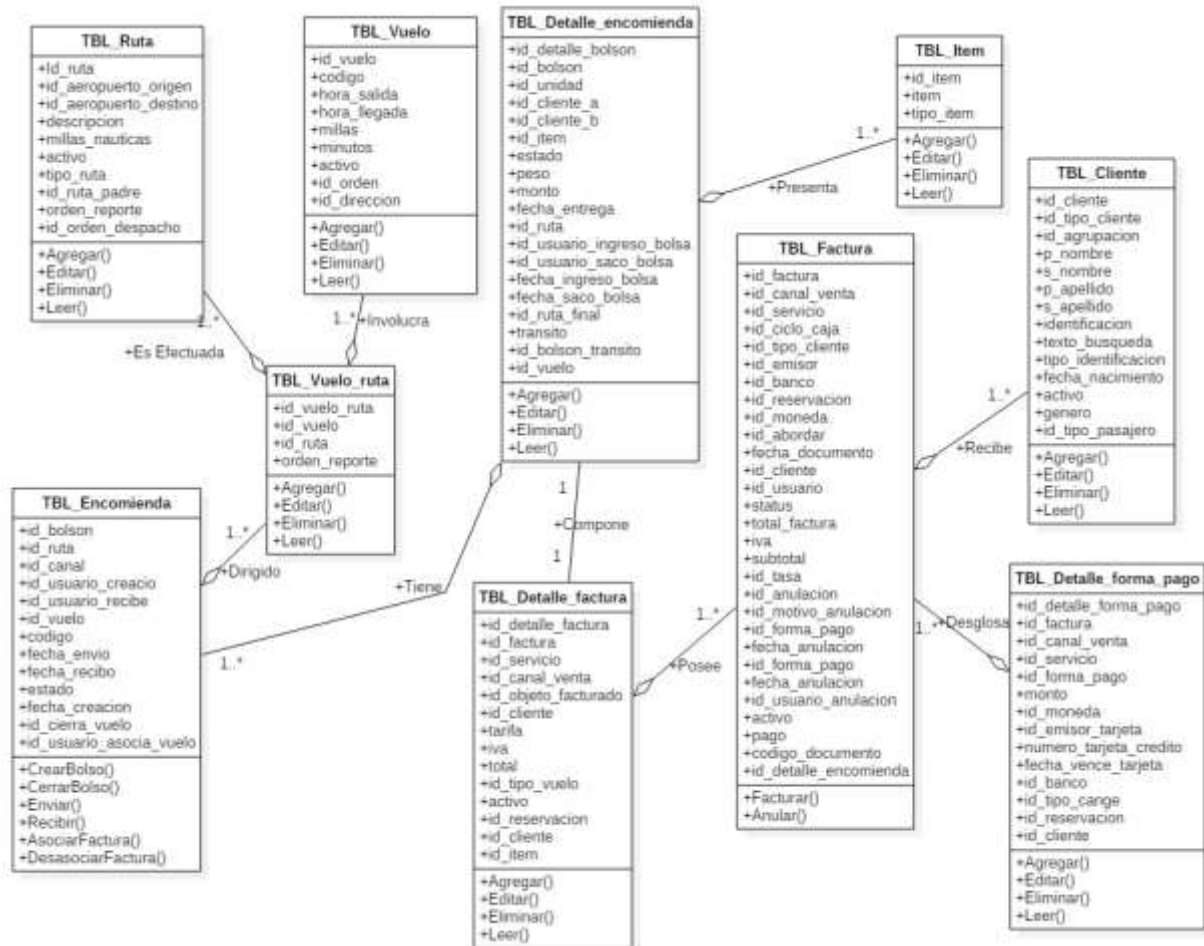 TBL_Ruta
+Id_ruta
+id_aeropuerto_origen
+id_aeropuerto_destino
+descripcion
+millas_nauticas
+activo
+tipo_ruta
+id_ruta_padre
+orden_reporte
+id_orden_despacho
+Agregar()
+Editar()
+Eliminar()
+Leer()
TBL_Vuelo
+id_vuelo
+codigo
+hora_salida
+hora_llegada
+millas
+minutos
+activo
+id_orden
+id_direccion
+Agregar()
+Editar()
+Eliminar()
+Leer()
TBL_Detalle_encomienda
+id_detalle_bolson
+id_bolson
+id_unidad
+id_cliente_a
+id_cliente_b
+id_item
+estado
+peso
+monto
+fecha_entrega
+id_ruta
+id_usuario_ingreso_bolsa
+id_usuario_saco_bolsa
+fecha_ingreso_bolsa
+fecha_saco_bolsa
+id_ruta_final
+transito
+id_bolson_transito
+id_vuelo
+Agregar()
+Editar()
+Eliminar()
+Leer()
TBL_Item
+id_item
+item
+tipo_item
+Agregar()
+Editar()
+Eliminar()
+Leer()
1..*
+Presenta
TBL_Cliente
+id_cliente
+id_tipo_cliente
+id_agrupacion
+p_nombre
+s_nombre
+p_apellido
+s_apellido
+identificacion
+texto_busqueda
+tipo_identificacion
+fecha_nacimiento
+activo
+genero
+id_tipo_pasajero
+Agregar()
+Editar()
+Eliminar()
+Leer()
1..*
+Recibe
TBL_Factura
+id_factura
+id_canal_venta
+id_servicio
+id_ciclo_caja
+id_tipo_cliente
+id_emisor
+id_banco
+id_reservacion
+id_moneda
+id_abordar
+fecha_documento
+id_cliente
+id_usuario
+status
+total_factura
+iva
+subtotal
+id_tasa
+id_anulacion
+id_motivo_anulacion
+id_forma_pago
+fecha_anulacion
+id_forma_pago
+fecha_anulacion
+id_usuario_anulacion
+activo
+pago
+codigo_documento
+id_detalle_encomienda
+Facturar()
+Anular()
1..*
+Es Efectuada
1..*
+Involucra
TBL_Vuelo_ruta
+id_vuelo_ruta
+id_vuelo
+id_ruta
+orden_reporte
+Agregar()
+Editar()
+Eliminar()
+Leer()
1..*
+Dirigido
TBL_Encomienda
+id_bolson
+id_ruta
+id_canal
+id_usuario_creacio
+id_usuario_recibe
+id_vuelo
+codigo
+fecha_envio
+fecha_recibo
+estado
+fecha_creacion
+id_cierra_vuelo
+id_usuario_asocia_vuelo
+CrearBolso()
+CerrarBolso()
+Enviar()
+Recibir()
+AsociarFactura()
+DesasociarFactura()
+Tiene
1..*
1
+Compone
1
TBL_Detalle_factura
+id_detalle_factura
+id_factura
+id_servicio
+id_canal_venta
+id_objeto_facturado
+id_cliente
+tarifa
+iva
+total
+id_tipo_vuelo
+activo
+id_reservacion
+id_cliente
+id_item
+Agregar()
+Editar()
+Eliminar()
+Leer()
1..*
+Posee
1..*
+Desglosa
TBL_Detalle_forma_pago
+id_detalle_forma_pago
+id_factura
+id_canal_venta
+id_servicio
+id_forma_pago
+monto
+id_moneda
+id_emisor_tarjeta
+numero_tarjeta_credito
+fecha_vence_tarjeta
+id_banco
+id_tipo_cange
+id_reservacion
+id_cliente
+Agregar()
+Editar()
+Eliminar()
+Leer()